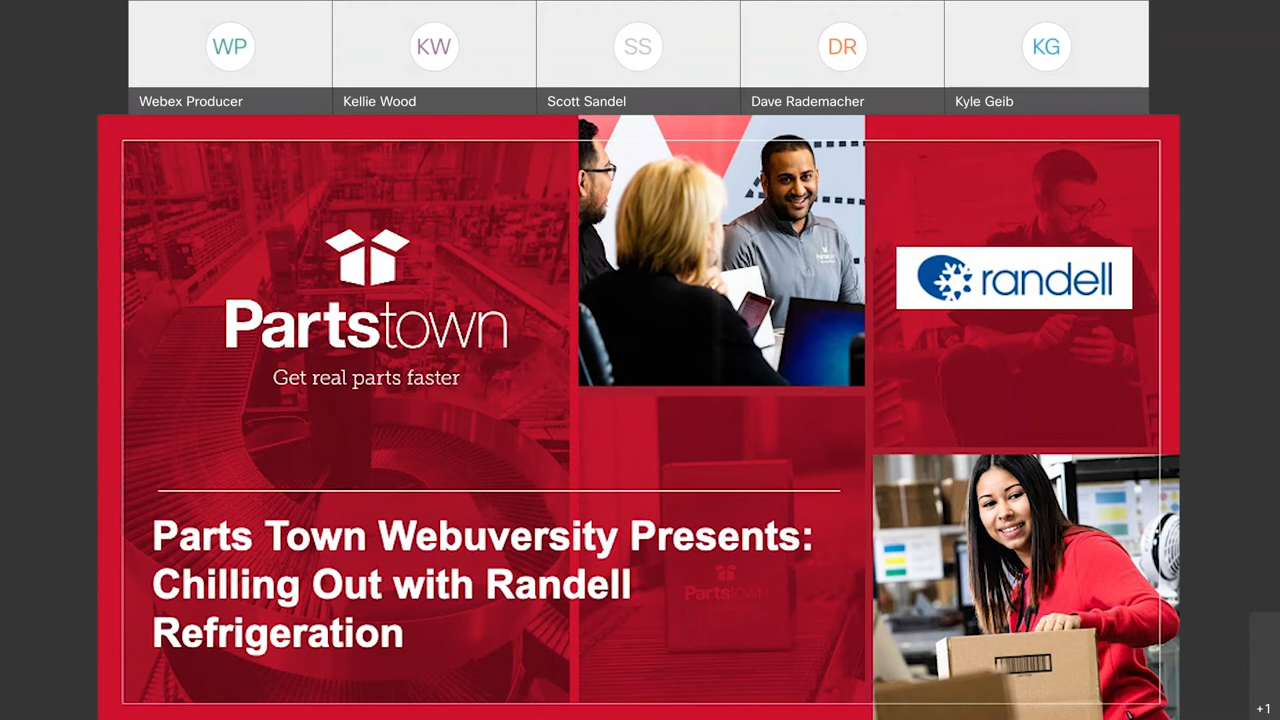 WP
KW
SS
DR
KG
Webex Producer
Kellie Wood
Scott Sandel
Dave Rademacher
Kyle Geib
Partstown
Get real parts faster
randell
Parts Town Webuversity Presents:
Chilling Out with Randell
Refrigeration
Partstown
+1